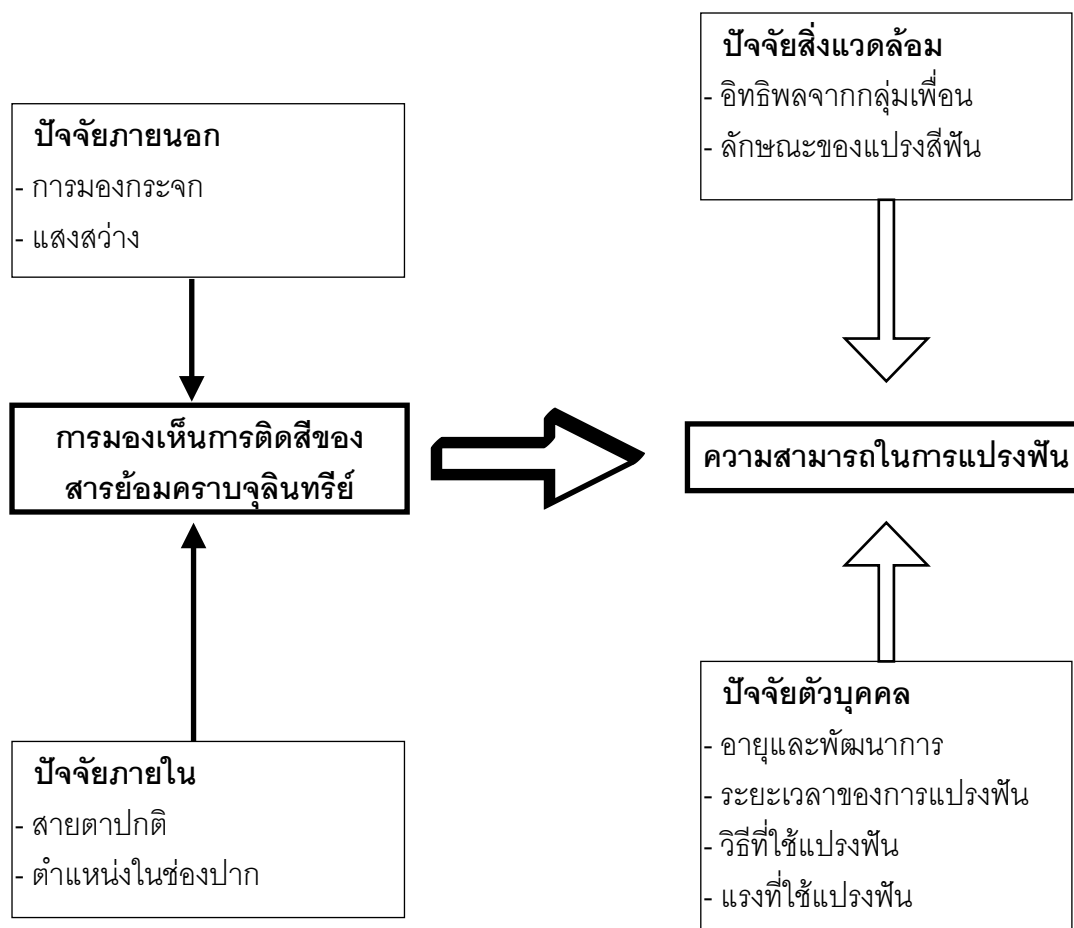 ปัจจัยภายนอก
- การมองกระจก
- แสงสว่าง
การมองเห็นการติดสีของ
สารย้อมคราบจุลินทรีย์
ปัจจัยภายใน
- สายตาปกติ
- ตำแหน่งในช่องปาก
ปัจจัยสิ่งแวดล้อม
- อิทธิพลจากกลุ่มเพื่อน
- ลักษณะของแปรงสีฟัน
ความสามารถในการแปรงฟัน
ปัจจัยตัวบุคคล
- อายุและพัฒนาการ
- ระยะเวลาของการแปรงฟัน
- วิธีที่ใช้แปรงฟัน
- แรงที่ใช้แปรงฟัน